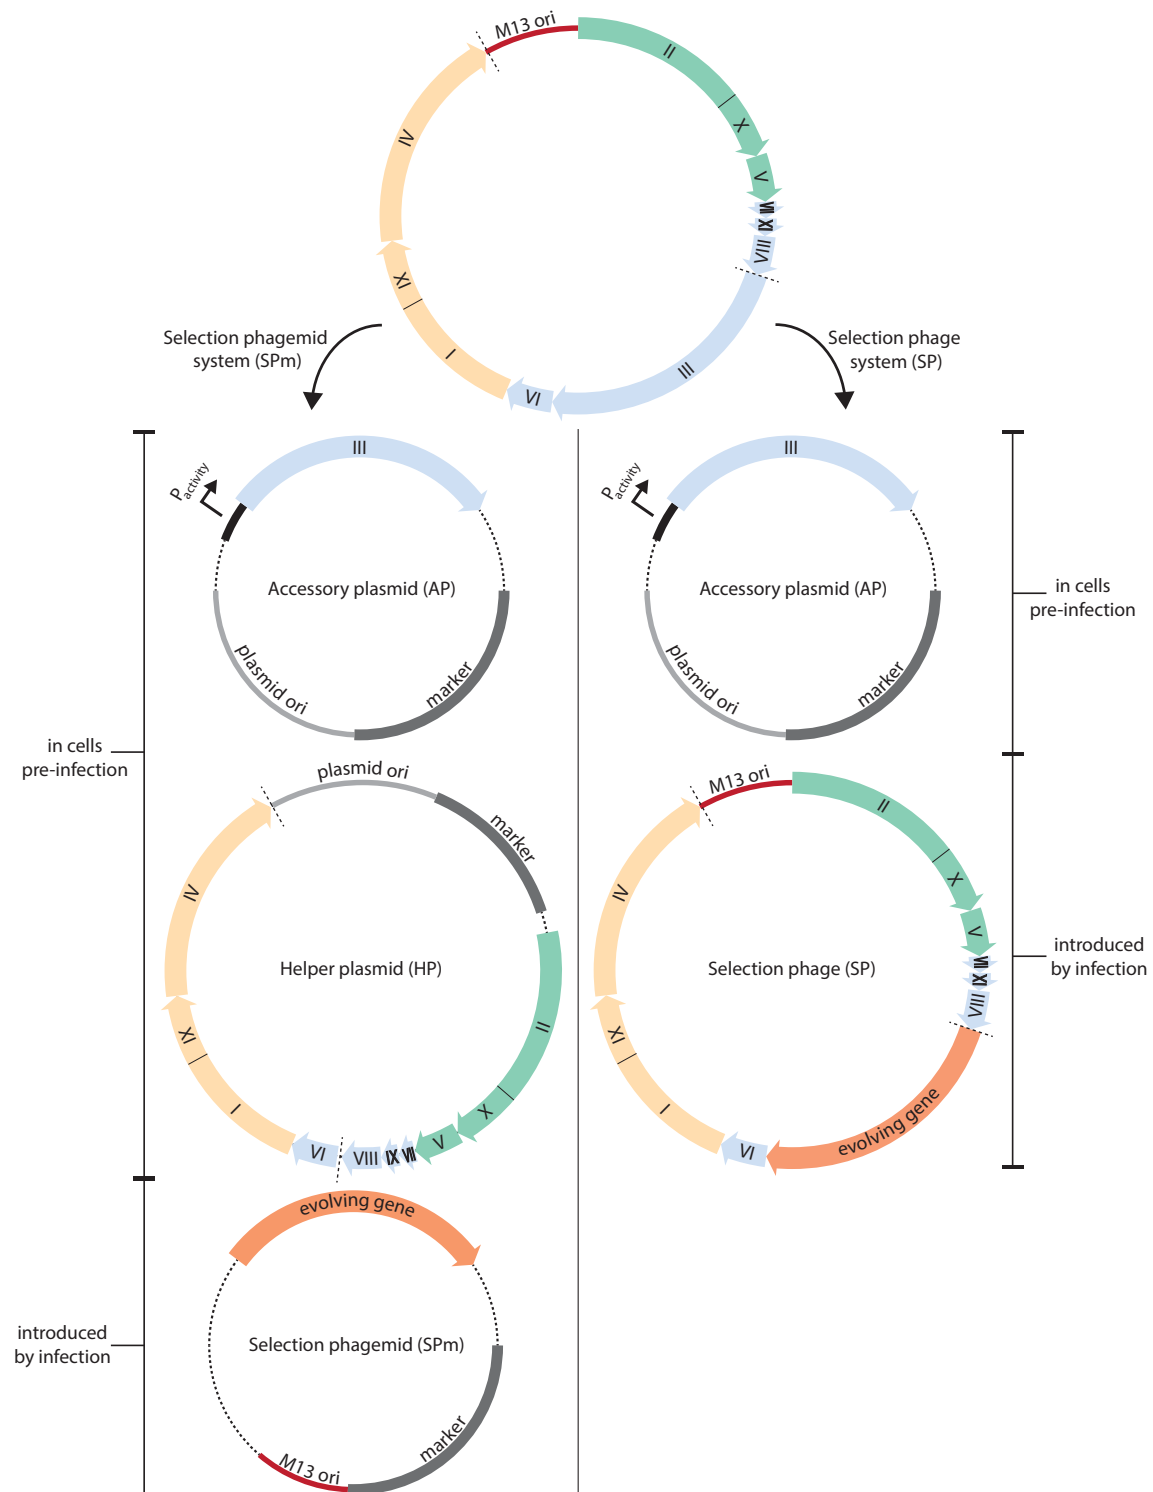 M13 ori
II
X
V
VII
XI
VIII
III
VI
I
XI
IV
Selection phagemid
system (SPm)
Selection phage
system (SP)
III
Pactivity
Accessory plasmid (AP)
plasmid ori
marker
in cells
pre-infection
III
Pactivity
Accessory plasmid (AP)
plasmid ori
marker
in cells
pre-infection
plasmid ori
marker
II
X
V
VII
IX
VIII
VI
I
XI
IV
Helper plasmid (HP)
M13 ori
II
X
V
VII
XI
VIII
evolving gene
VI
I
XI
IV
Selection phage (SP)
introduced
by infection
evolving gene
Selection phagemid (SPm)
marker
M13 ori
introduced
by infection